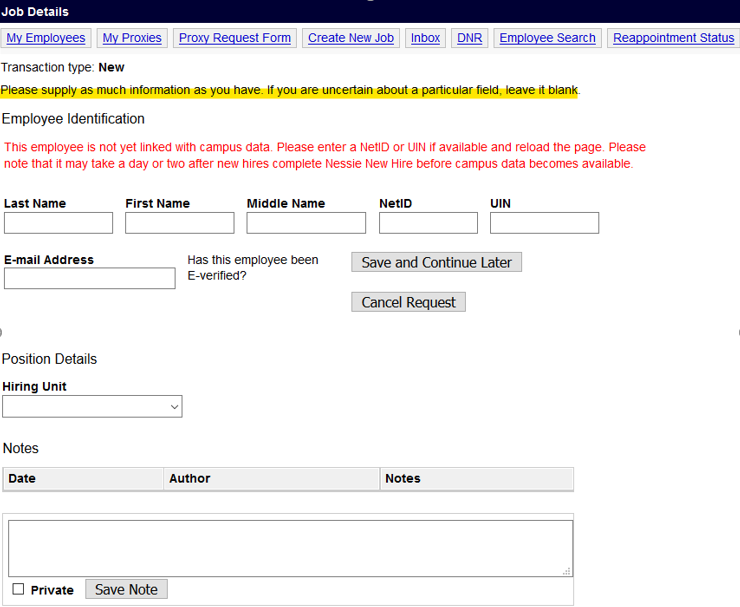 Job Details
My Employees My Proxies Proxy Request Form Create New Job Inbox DNR Employee Search Reappointment Status
Transaction type: New
Please supply as much information as you have. If you are uncertain about a particular field, leave it blank.
Employee Identification
This employee is not yet linked with campus data. Please enter a NetID or UIN if available and reload the page. Please
note that it may take a day or two after new hires complete Nessie New Hire before campus data becomes available.
Last Name First Name Middle Name NetID UIN
E-mail Address Has this employee been Save and Continue Later
E-verified?
Cancel Request
Position Details
Hiring Unit
Notes
Date Author Notes
Private Save Note